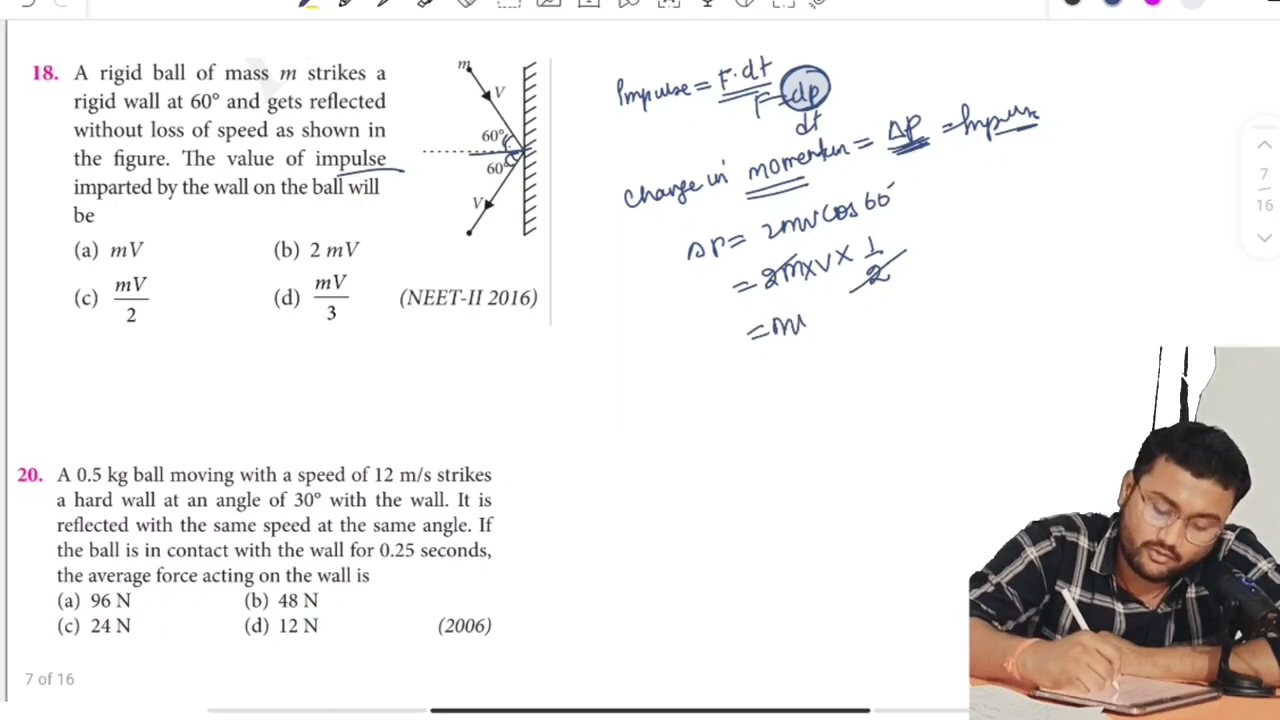 18. A rigid ball of mass m strikes a
rigid wall at 60° and gets reflected
without loss of speed as shown in
the figure. The value of impulse
imparted by the wall on the ball will
be
(a) mV (b) 2 mV
(c) mV/2 (d) mV/3 (NEET-II 2016)
m
V
60°
60°
V
Impulse = F·dt
F = dp/dt
Change in momentum = ΔP = Impulse
ΔP = 2mv cos 60°
= 2m×v×1/2
= m
20. A 0.5 kg ball moving with a speed of 12 m/s strikes
a hard wall at an angle of 30° with the wall. It is
reflected with the same speed at the same angle. If
the ball is in contact with the wall for 0.25 seconds,
the average force acting on the wall is
(a) 96 N (b) 48 N
(c) 24 N (d) 12 N (2006)
7 of 16
7
16